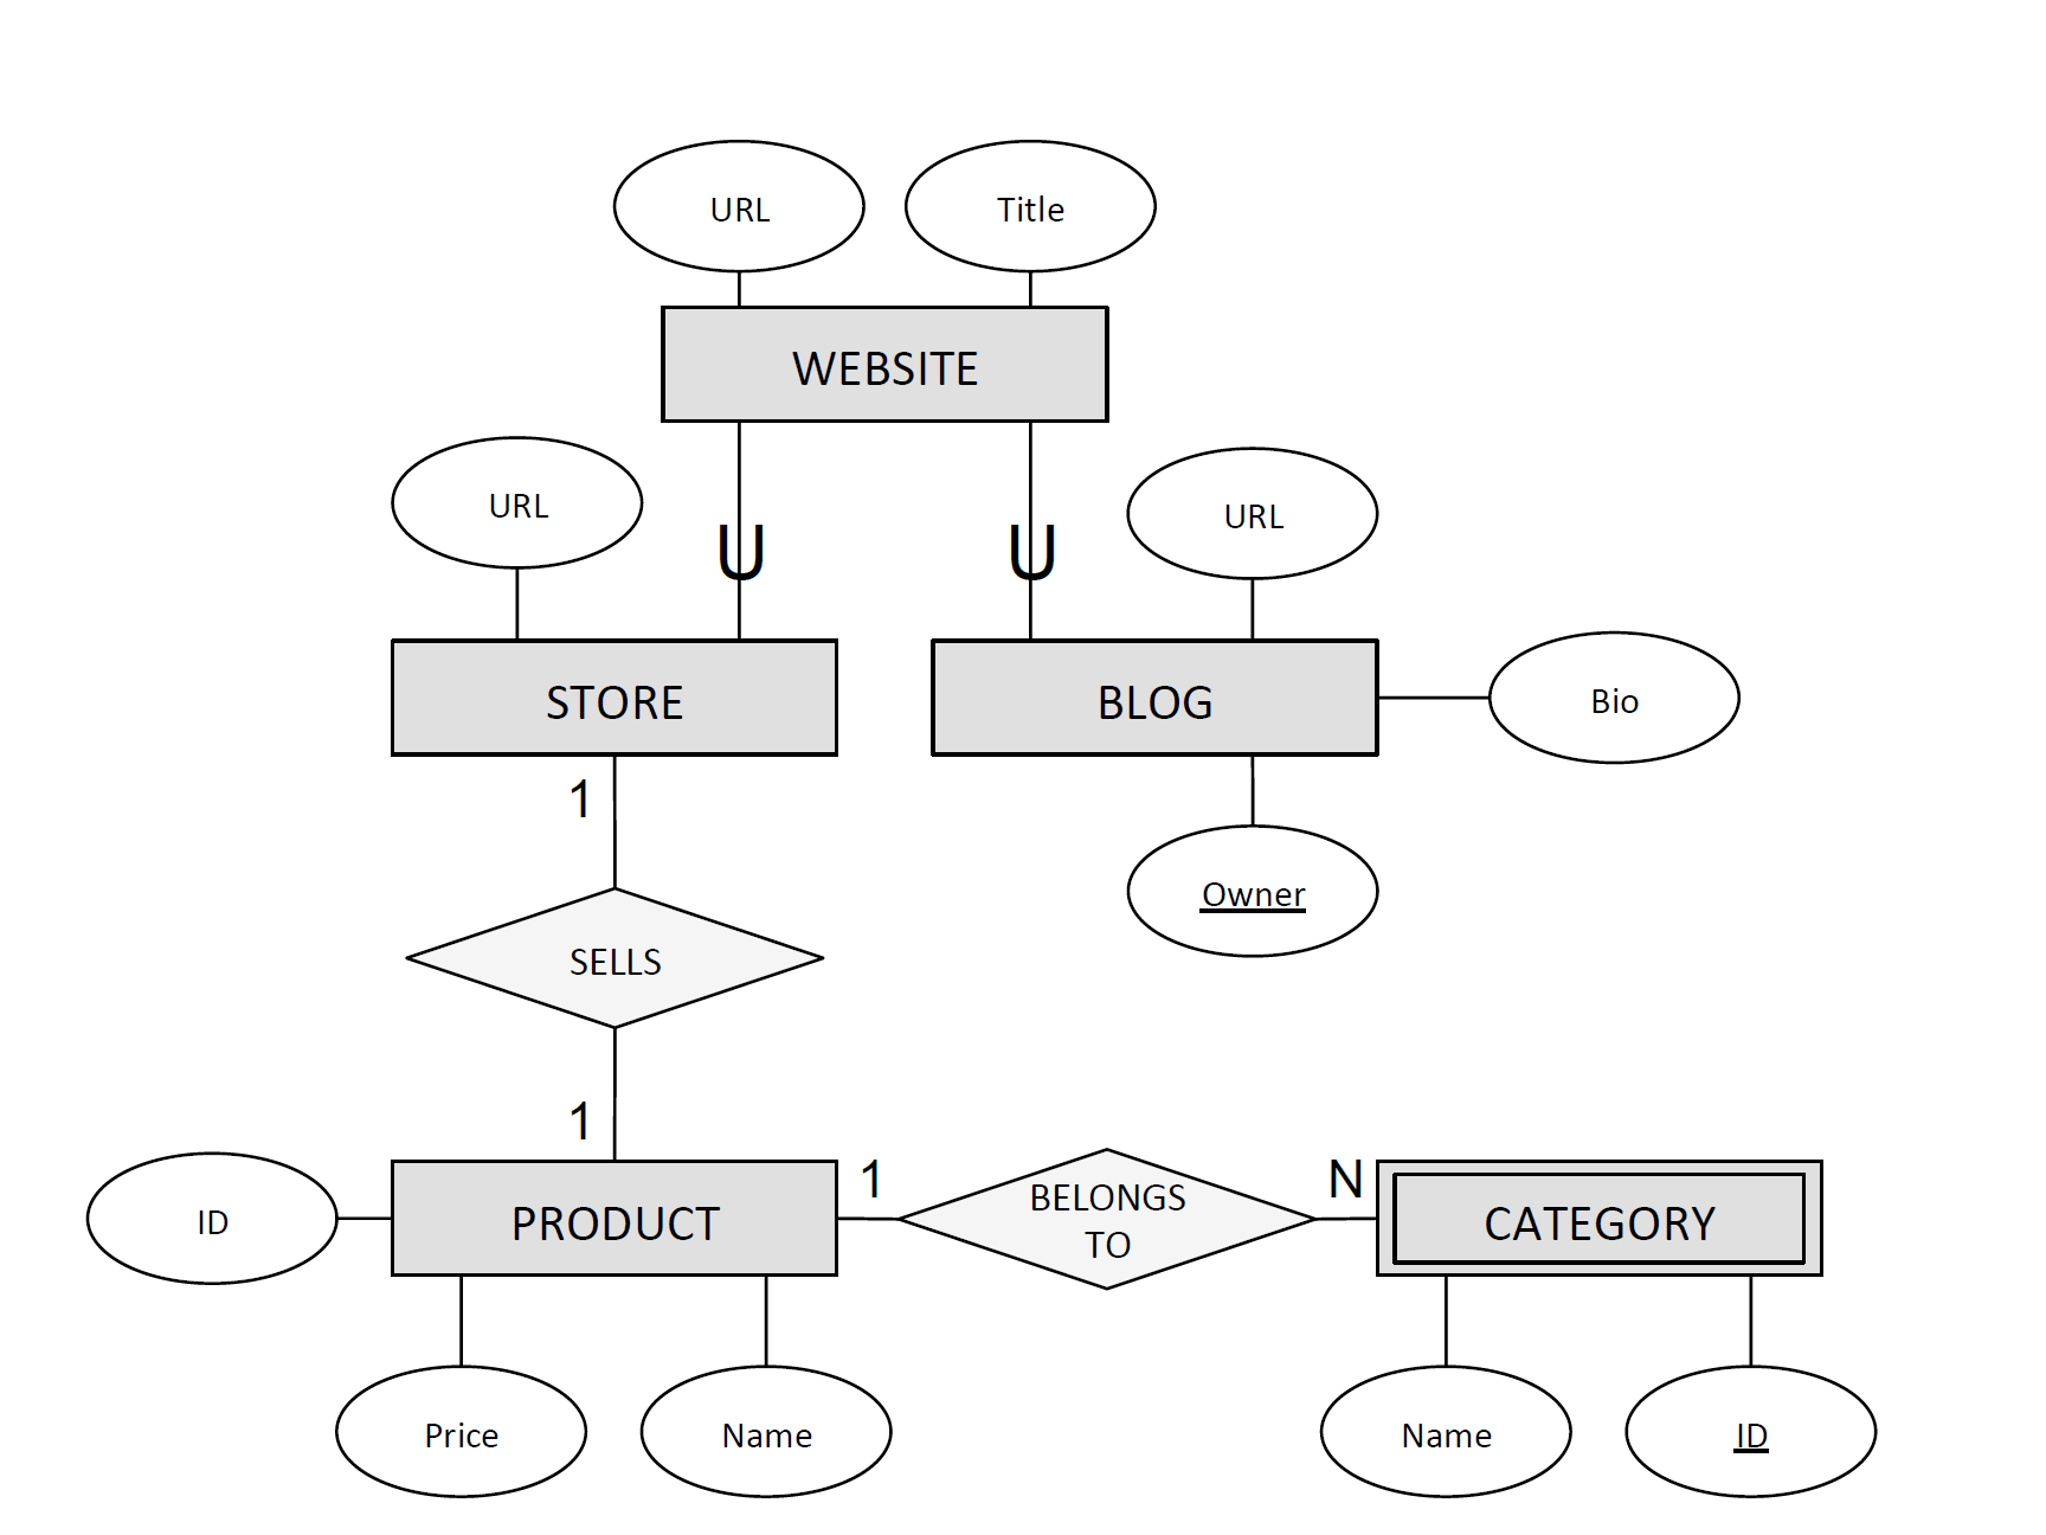 URL
Title
WEBSITE
URL
U
U
URL
STORE
BLOG
Bio
1
Owner
SELLS
1
ID
PRODUCT
1
BELONGS
TO
N
CATEGORY
Price
Name
Name
ID